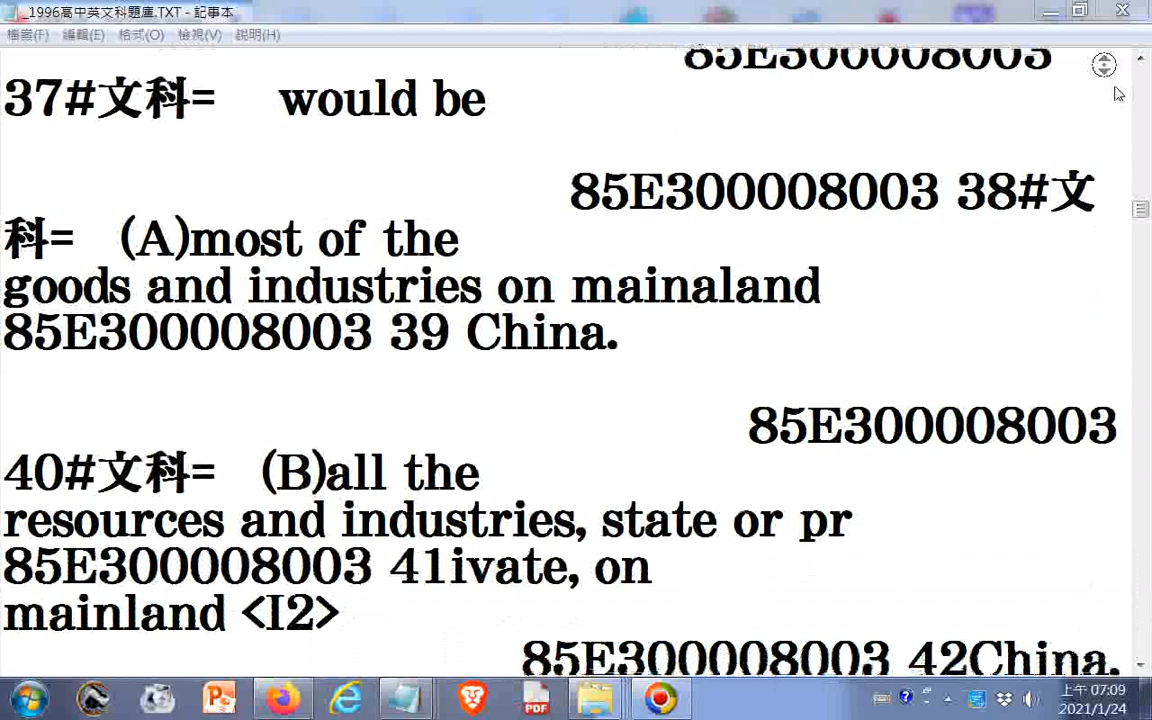 _1996高中英文科題庫.TXT - 記事本
檔案(F) 編輯(E) 格式(O) 檢視(V) 說明(H)
85E300008003
37#文科= would be
85E300008003 38#文
科= (A)most of the
goods and industries on mainaland
85E300008003 39 China.
85E300008003
40#文科= (B)all the
resources and industries, state or pr
85E300008003 41ivate, on
mainland <I2>
85E300008003 42China.
PDF
上午 07:09
2021/1/24